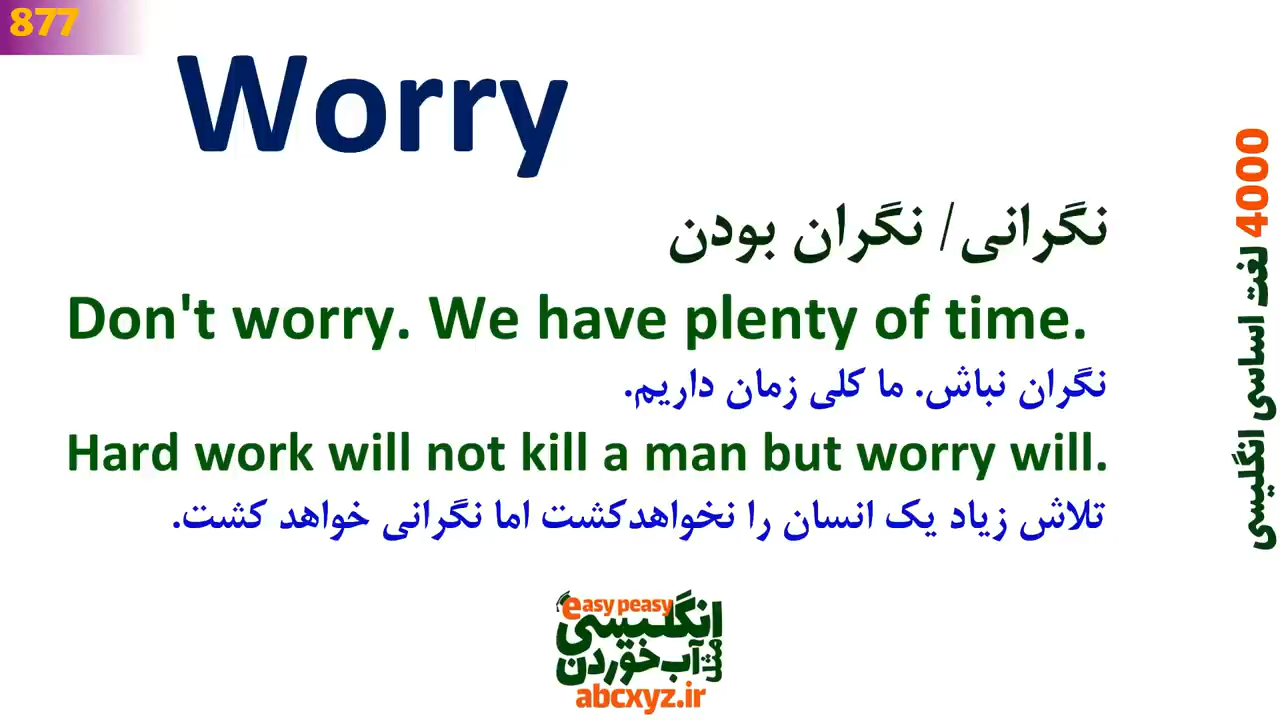 877
Worry
نگرانی/ نگران بودن
Don't worry. We have plenty of time.
نگران نباش. ما کلی زمان داریم.
Hard work will not kill a man but worry will.
تلاش زیاد یک انسان را نخواهدکشت اما نگرانی خواهد کشت.
4000 لغت اساسی انگلیسی
easy peasy
انگلیسی
مثل آب خوردن
abcxyz.ir